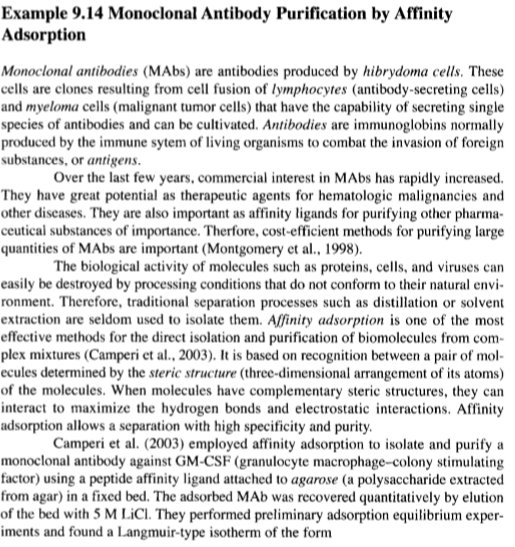 Example 9.14 Monoclonal Antibody Purification by Affinity
Adsorption
Monoclonal antibodies (MAbs) are antibodies produced by hibrydoma cells. These
cells are clones resulting from cell fusion of lymphocytes (antibody-secreting cells)
and myeloma cells (malignant tumor cells) that have the capability of secreting single
species of antibodies and can be cultivated. Antibodies are immunoglobins normally
produced by the immune sytem of living organisms to combat the invasion of foreign
substances, or antigens.
Over the last few years, commercial interest in MAbs has rapidly increased.
They have great potential as therapeutic agents for hematologic malignancies and
other diseases. They are also important as affinity ligands for purifying other pharma-
ceutical substances of importance. Therfore, cost-efficient methods for purifying large
quantities of MAbs are important (Montgomery et al., 1998).
The biological activity of molecules such as proteins, cells, and viruses can
easily be destroyed by processing conditions that do not conform to their natural envi-
ronment. Therefore, traditional separation processes such as distillation or solvent
extraction are seldom used to isolate them. Affinity adsorption is one of the most
effective methods for the direct isolation and purification of biomolecules from com-
plex mixtures (Camperi et al., 2003). It is based on recognition between a pair of mol-
ecules determined by the steric structure (three-dimensional arrangement of its atoms)
of the molecules. When molecules have complementary steric structures, they can
interact to maximize the hydrogen bonds and electrostatic interactions. Affinity
adsorption allows a separation with high specificity and purity.
Camperi et al. (2003) employed affinity adsorption to isolate and purify a
monoclonal antibody against GM-CSF (granulocyte macrophage–colony stimulating
factor) using a peptide affinity ligand attached to agarose (a polysaccharide extracted
from agar) in a fixed bed. The adsorbed MAb was recovered quantitatively by elution
of the bed with 5 M LiCl. They performed preliminary adsorption equilibrium exper-
iments and found a Langmuir-type isotherm of the form